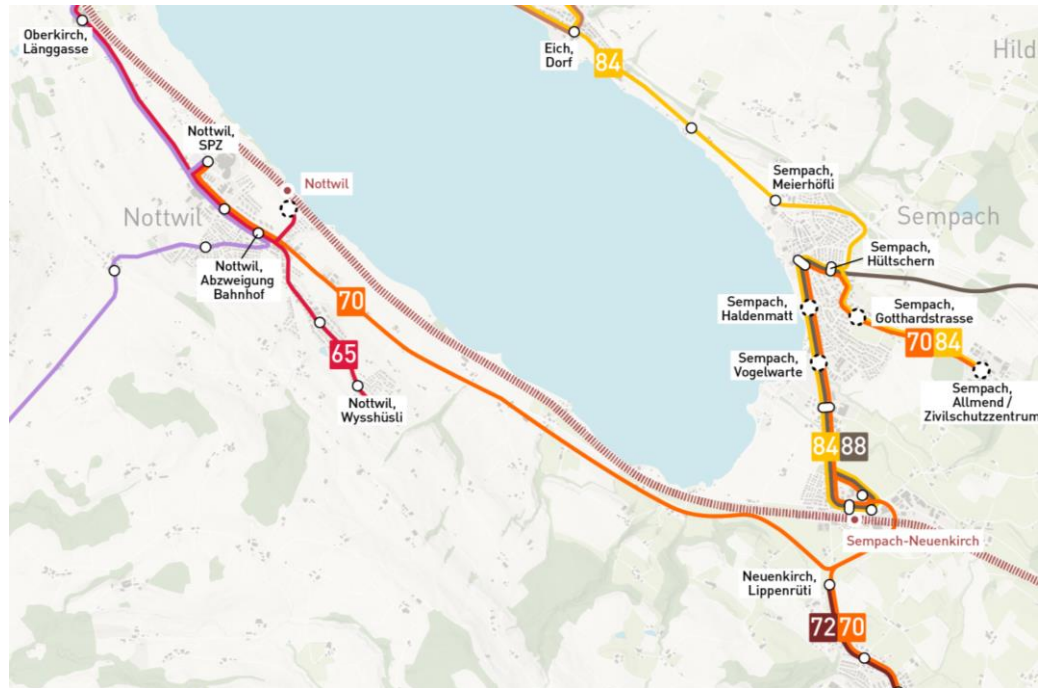 Oberkirch,
Länggasse
Eich,
Dorf
84
Hild
Nottwil,
SPZ
Nottwil
Nottwil
Sempach,
Meierhöfli
Sempach
Nottwil,
Abzweigung
Bahnhof
Sempach,
Hültschern
70
Sempach,
Haldenmatt
Sempach,
Gotthardstrasse
70 84
65
Sempach,
Vogelwarte
Nottwil,
Wysshüsli
Sempach,
Allmend /
Zivilschutzzentrum
84 88
Sempach-Neuenkirch
Neuenkirch,
Lippenrüti
72 70